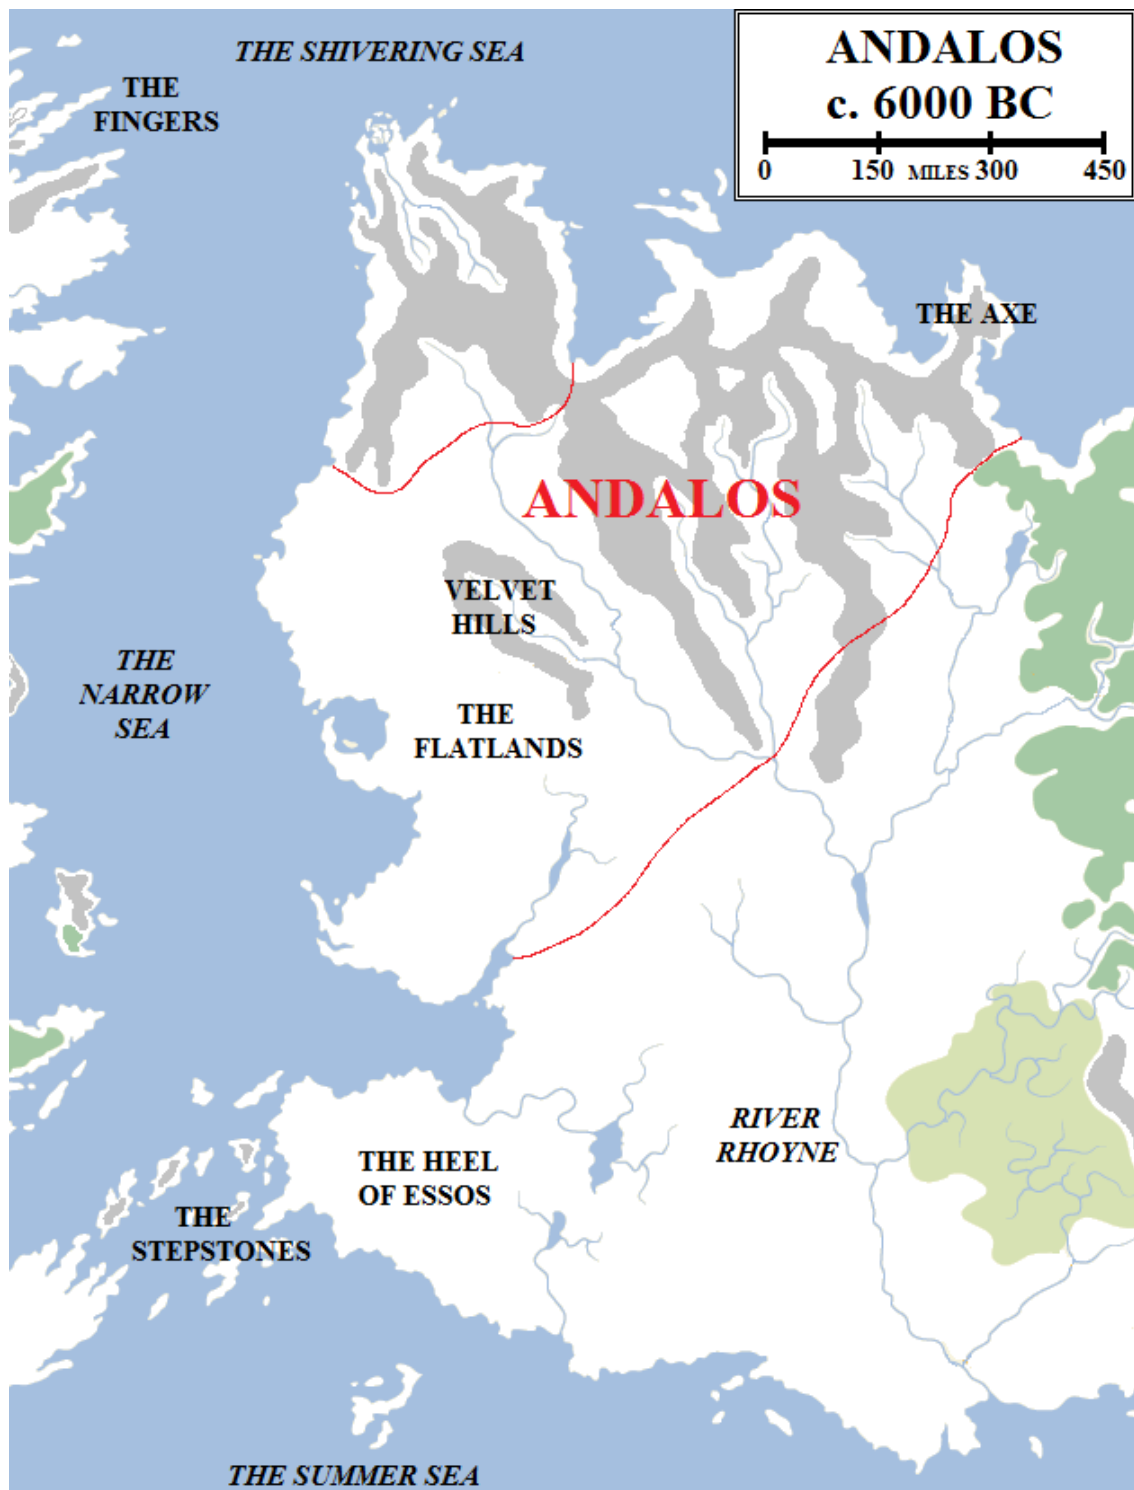 ANDALOS
c. 6000 BC
0 150 MILES 300 450
THE SHIVERING SEA
THE
FINGERS
THE AXE
ANDALOS
VELVET
HILLS
THE
NARROW
SEA
THE
FLATLANDS
RIVER
RHOYNE
THE HEEL
OF ESSOS
THE
STEPSTONES
THE SUMMER SEA